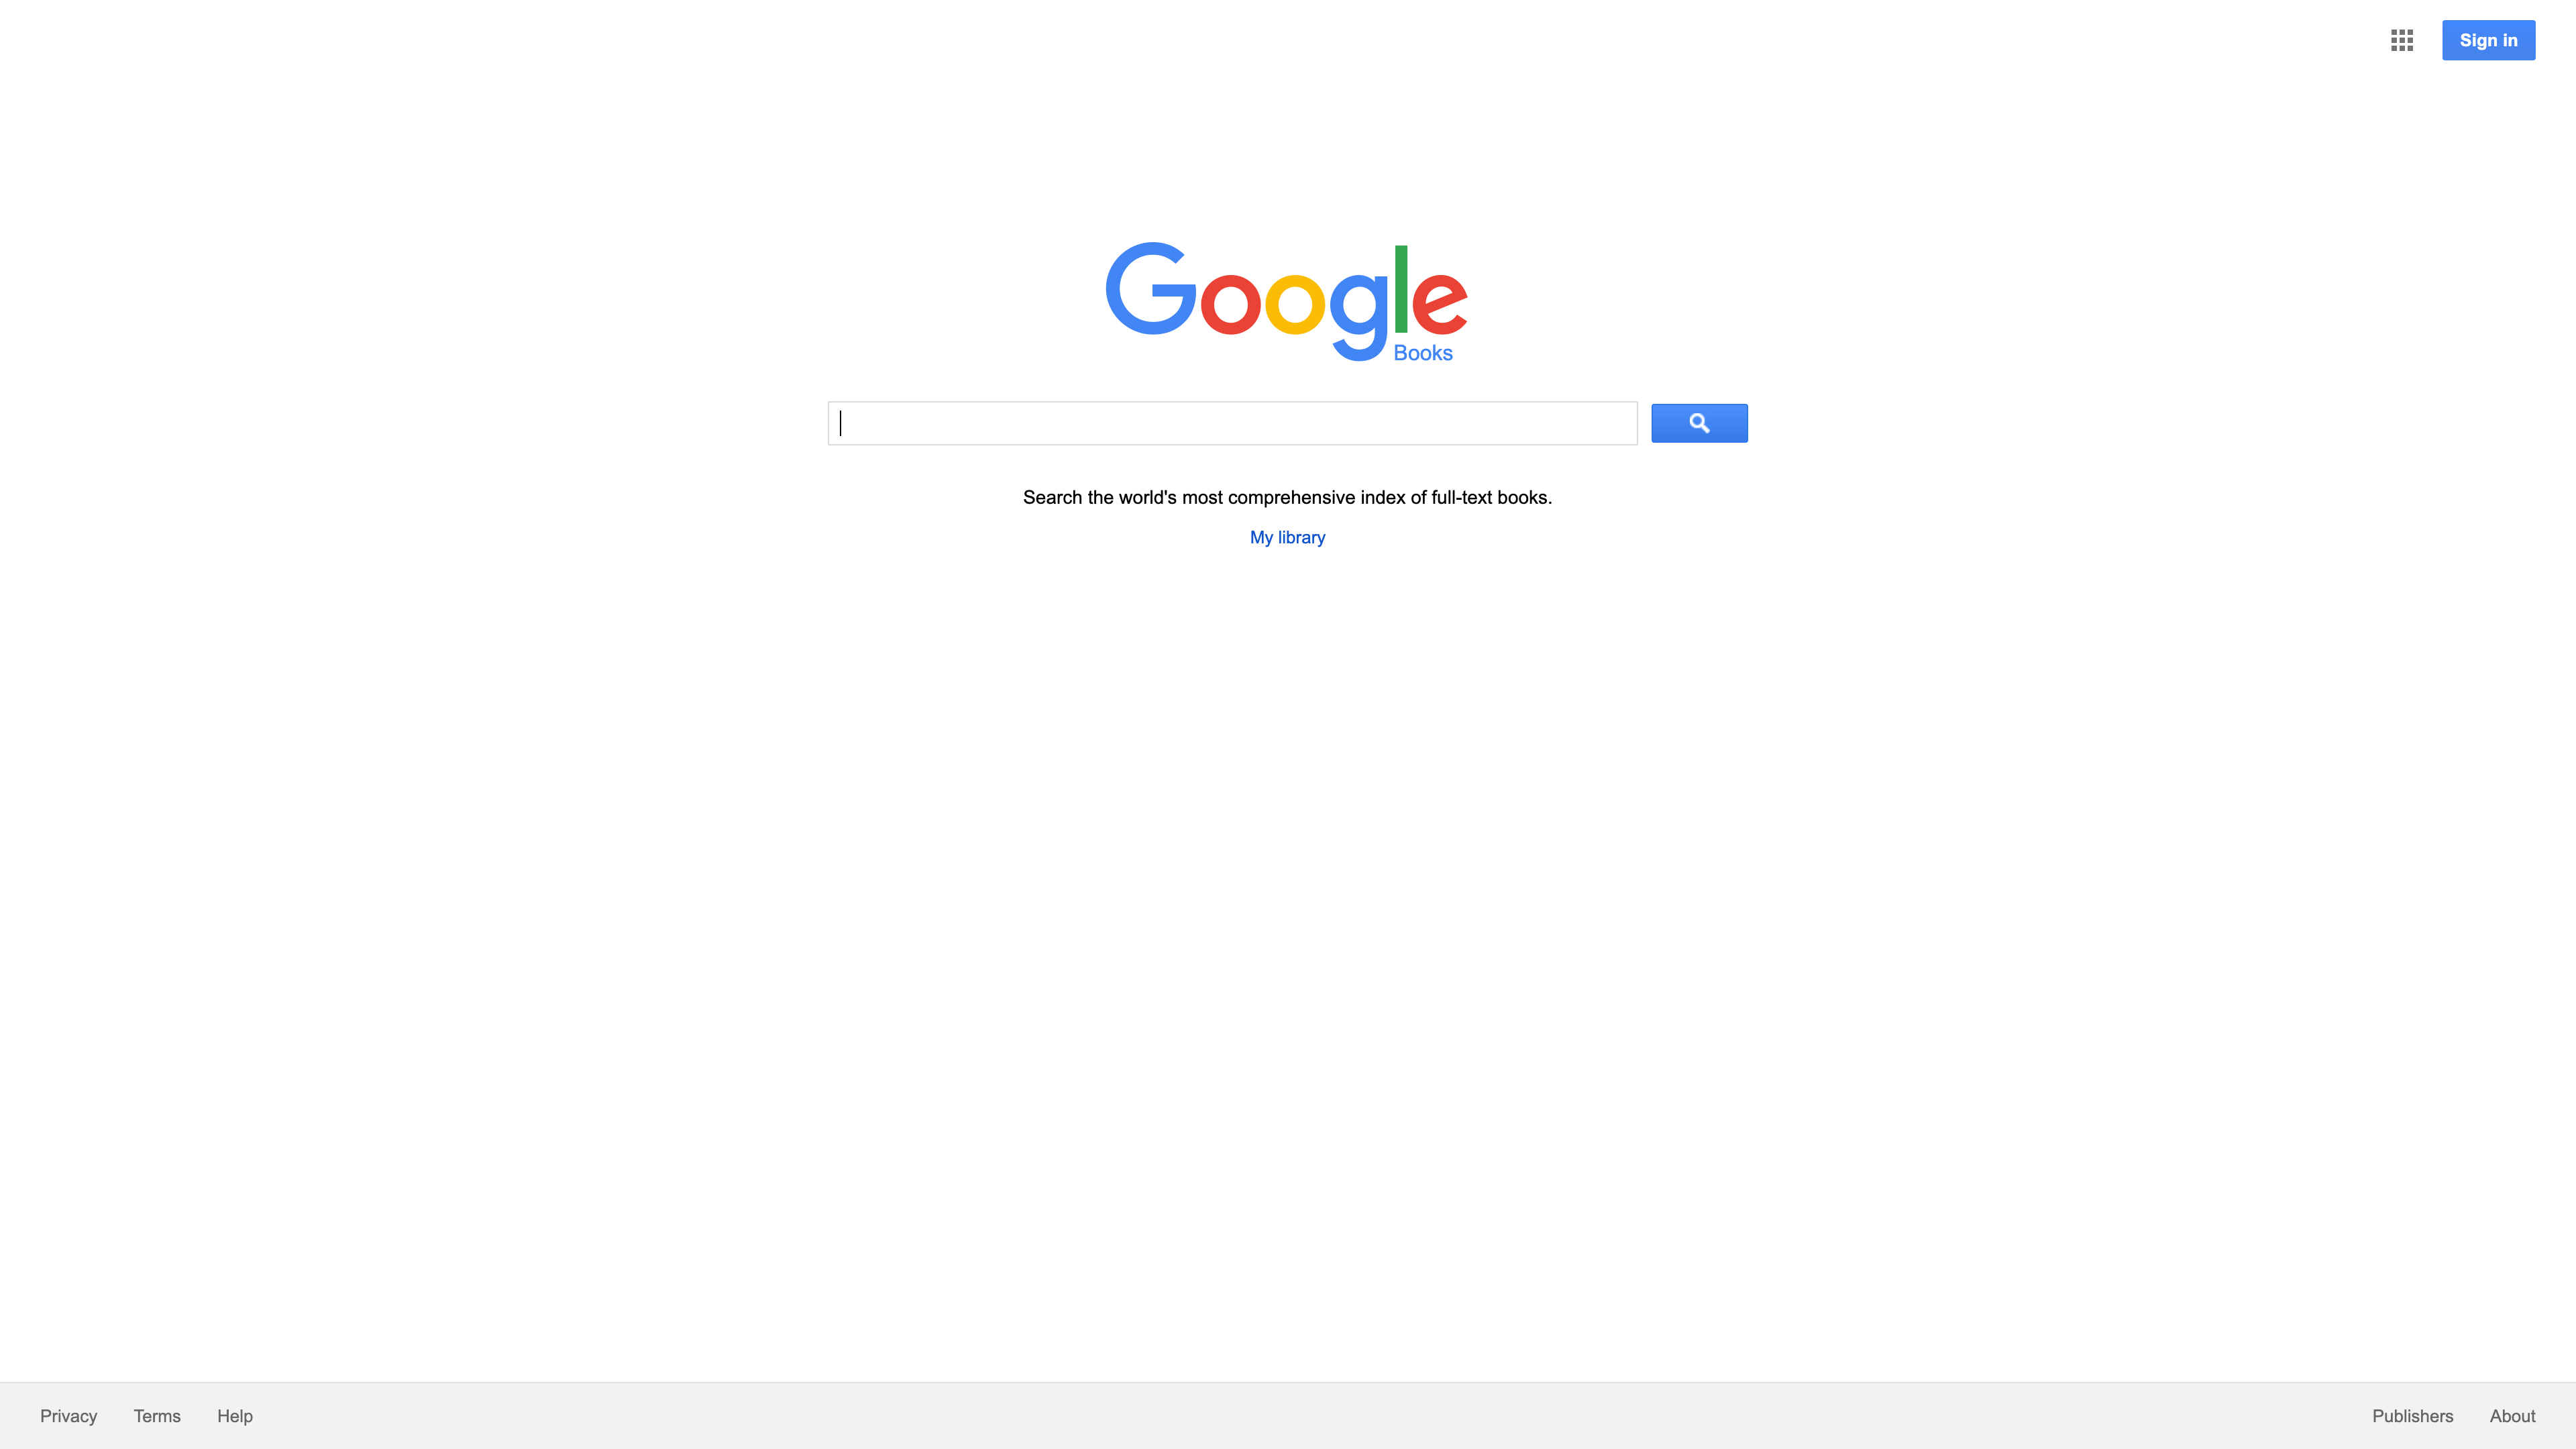 Sign in
Google
Books
Search the world's most comprehensive index of full-text books.
My library
Privacy Terms Help Publishers About